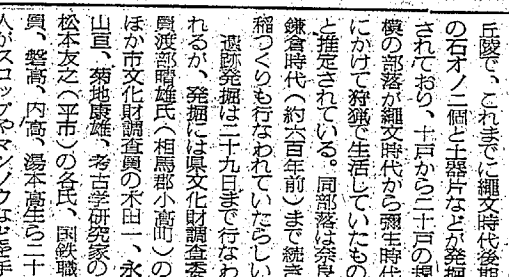 丘陵で、これまでに縄文時代後期
の石オノ二個と土器片などが発掘
されており、十戸から二十戸の規
模の部落が縄文時代から弥生時代
にかけて狩猟で生活していたもの
と推定されている。同部落は奈良
鎌倉時代（約六百年前）まで続き
稲つくりも行なわれていたらしい
遺跡発掘は二十九日まで行なわ
れるが、発掘には県文化財調査委
員渡部晴雄氏（相馬郡小高町）の
ほか市文化財調査員の木田一、永
山亘、菊地康雄、考古学研究家の
松本友之（平市）の各氏、国鉄職
員、磐高、内高、湯本高生ら二十
人がスコップやマンノウなどを手